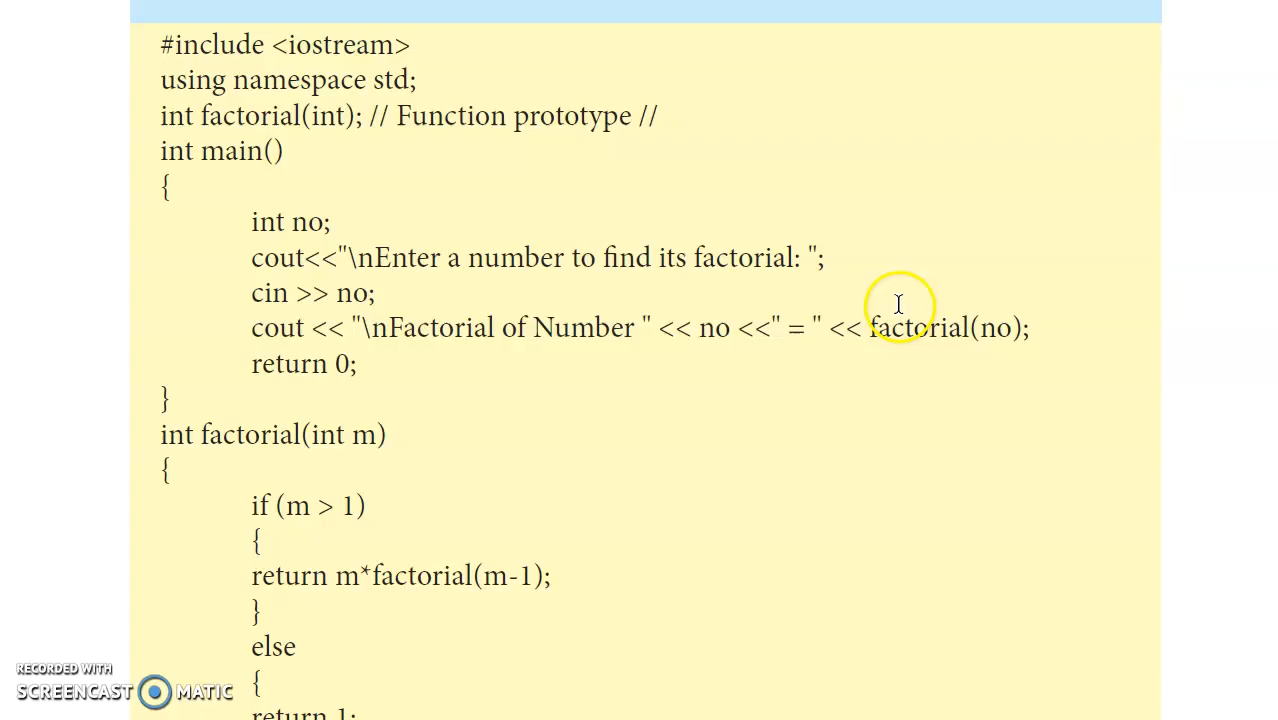 #include <iostream>
using namespace std;
int factorial(int); // Function prototype //
int main()
{
int no;
cout<<"\nEnter a number to find its factorial: ";
cin >> no;
cout << "\nFactorial of Number " << no <<" = " << factorial(no);
return 0;
}
int factorial(int m)
{
if (m > 1)
{
return m*factorial(m-1);
}
else
{
return 1;
RECORDED WITH
SCREENCAST MATIC